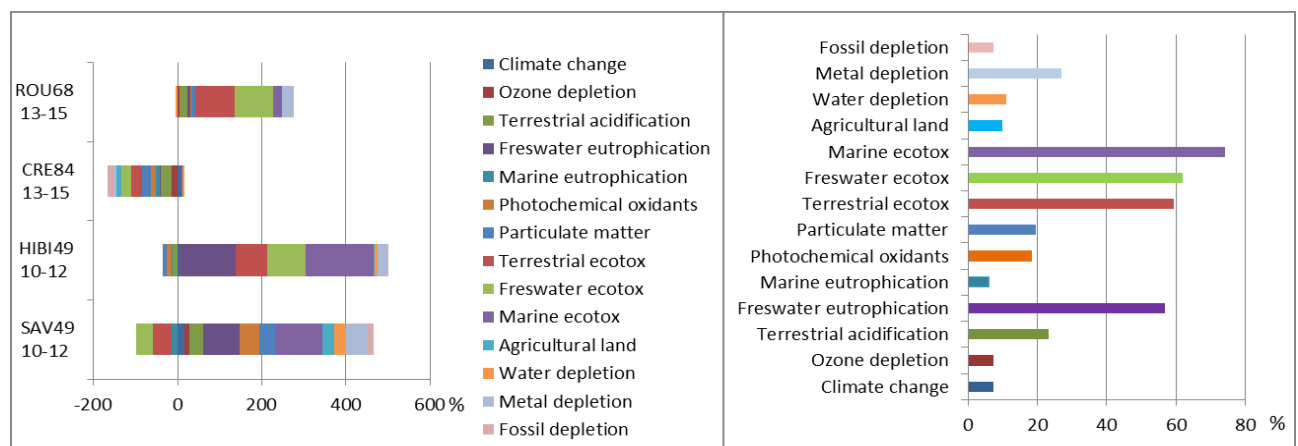 ROU68
13-15
CRE84
13-15
HIBI49
10-12
SAV49
10-12
-200 0 200 400 600 %
Climate change
Ozone depletion
Terrestrial acidification
Freswater eutrophication
Marine eutrophication
Photochemical oxidants
Particulate matter
Terrestrial ecotox
Freswater ecotox
Marine ecotox
Agricultural land
Water depletion
Metal depletion
Fossil depletion
Fossil depletion
Metal depletion
Water depletion
Agricultural land
Marine ecotox
Freswater ecotox
Terrestrial ecotox
Particulate matter
Photochemical oxidants
Marine eutrophication
Freswater eutrophication
Terrestrial acidification
Ozone depletion
Climate change
0 20 40 60 80 %